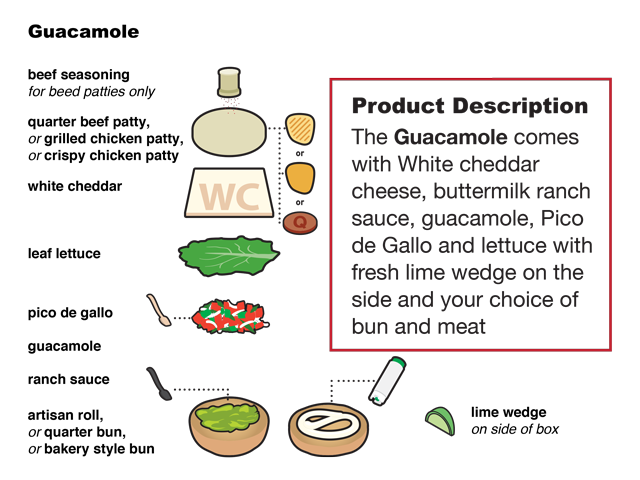 Guacamole
beef seasoning
for beed patties only
quarter beef patty,
or grilled chicken patty,
or crispy chicken patty
or
white cheddar
WC
or
Q
leaf lettuce
pico de gallo
guacamole
ranch sauce
artisan roll,
or quarter bun,
or bakery style bun
Product Description
The Guacamole comes
with White cheddar
cheese, buttermilk ranch
sauce, guacamole, Pico
de Gallo and lettuce with
fresh lime wedge on the
side and your choice of
bun and meat
lime wedge
on side of box